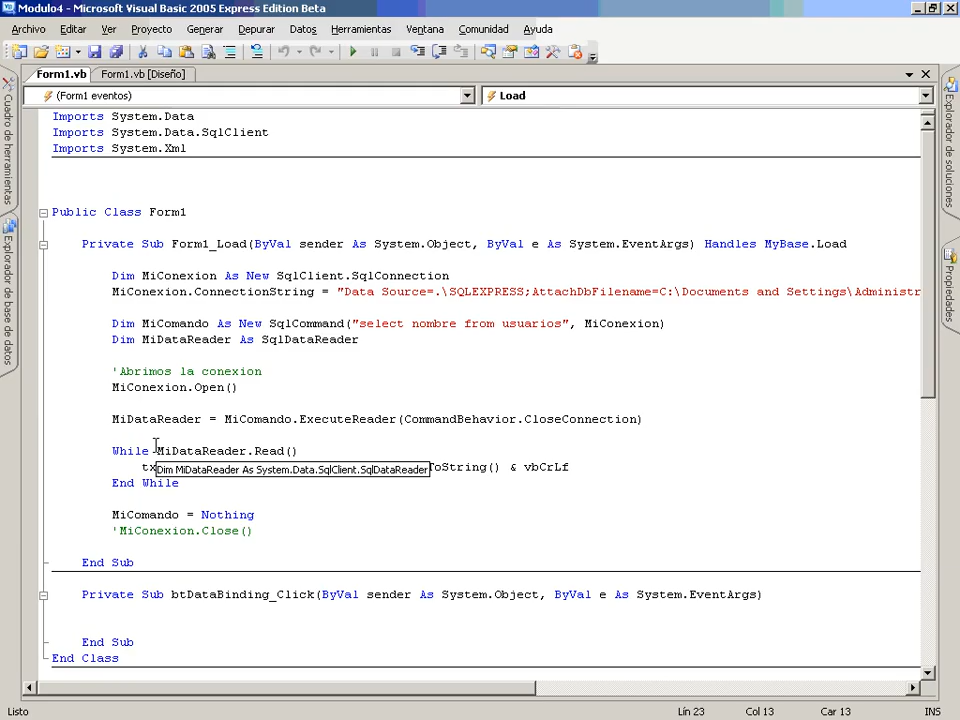 Modulo4 - Microsoft Visual Basic 2005 Express Edition Beta
Archivo Editar Ver Proyecto Generar Depurar Datos Herramientas Ventana Comunidad Ayuda
Form1.vb Form1.vb [Diseño]
(Form1 eventos) Load
Cuadro de herramientas
Explorador de base de datos
Imports System.Data
Imports System.Data.SqlClient
Imports System.Xml
Public Class Form1
Private Sub Form1_Load(ByVal sender As System.Object, ByVal e As System.EventArgs) Handles MyBase.Load
Dim MiConexion As New SqlClient.SqlConnection
MiConexion.ConnectionString = "Data Source=.\SQLEXPRESS;AttachDbFilename=C:\Documents and Settings\Administr
Dim MiComando As New SqlCommand("select nombre from usuarios", MiConexion)
Dim MiDataReader As SqlDataReader
'Abrimos la conexion
MiConexion.Open()
MiDataReader = MiComando.ExecuteReader(CommandBehavior.CloseConnection)
While MiDataReader.Read()
tx Dim MiDataReader As System.Data.SqlClient.SqlDataReader ToString() & vbCrLf
End While
MiComando = Nothing
'MiConexion.Close()
End Sub
Private Sub btDataBinding_Click(ByVal sender As System.Object, ByVal e As System.EventArgs)
End Sub
End Class
Explorador de soluciones
Propiedades
Listo Lín 23 Col 13 Car 13 INS